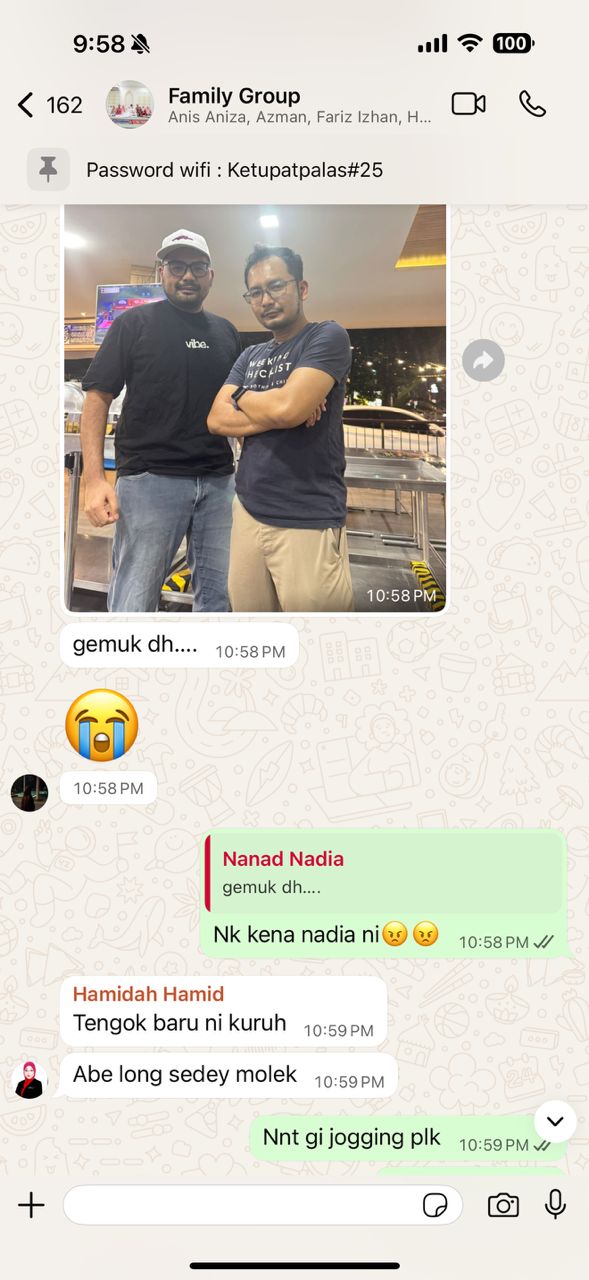 9:58
100
162
Family Group
Anis Aniza, Azman, Fariz Izhan, H...
Password wifi : Ketupatpalas#25
vibe.
10:58 PM
gemuk dh....
10:58 PM
10:58 PM
Nanad Nadia
gemuk dh....
Nk kena nadia ni😠😠
10:58 PM
Hamidah Hamid
Tengok baru ni kuruh
10:59 PM
Abe long sedey molek
10:59 PM
Nnt gi jogging plk
10:59 PM